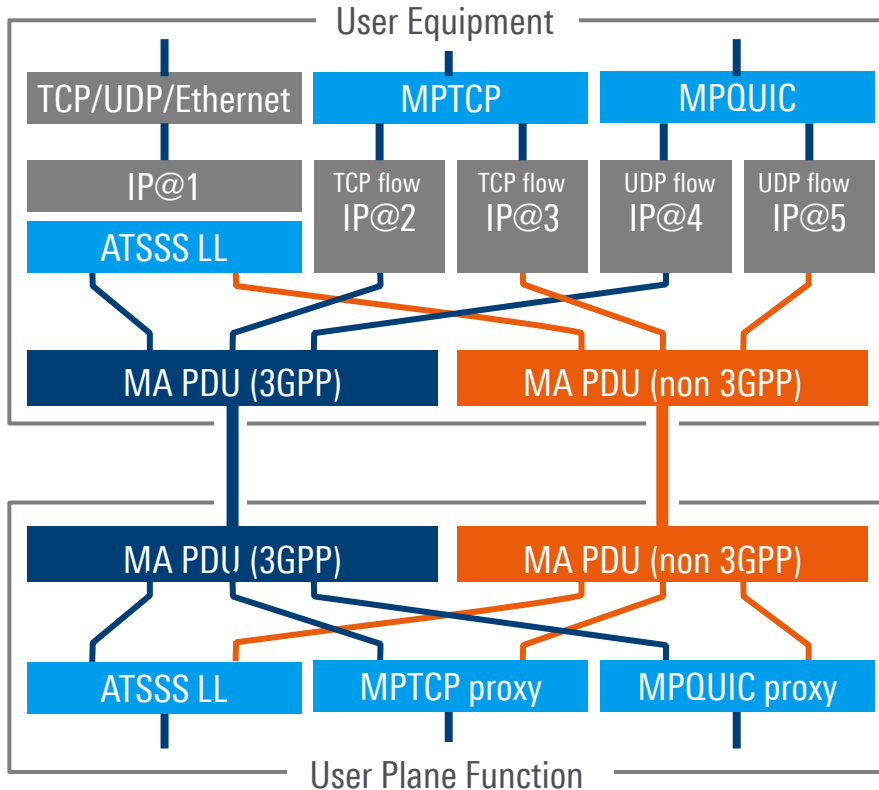 User Equipment
TCP/UDP/Ethernet
MPTCP
MPQUIC
IP@1
TCP flow
IP@2
TCP flow
IP@3
UDP flow
IP@4
UDP flow
IP@5
ATSSS LL
MA PDU (3GPP)
MA PDU (non 3GPP)
MA PDU (3GPP)
MA PDU (non 3GPP)
ATSSS LL
MPTCP proxy
MPQUIC proxy
User Plane Function